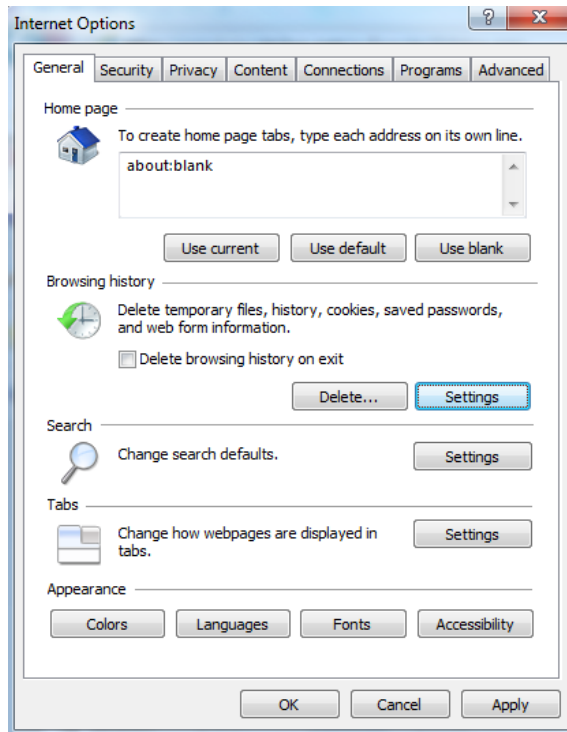 Internet Options
?
General Security Privacy Content Connections Programs Advanced
Home page
To create home page tabs, type each address on its own line.
about:blank
Use current Use default Use blank
Browsing history
Delete temporary files, history, cookies, saved passwords,
and web form information.
Delete browsing history on exit
Delete... Settings
Search
Change search defaults.
Settings
Tabs
Change how webpages are displayed in
tabs.
Settings
Appearance
Colors Languages Fonts Accessibility
OK Cancel Apply